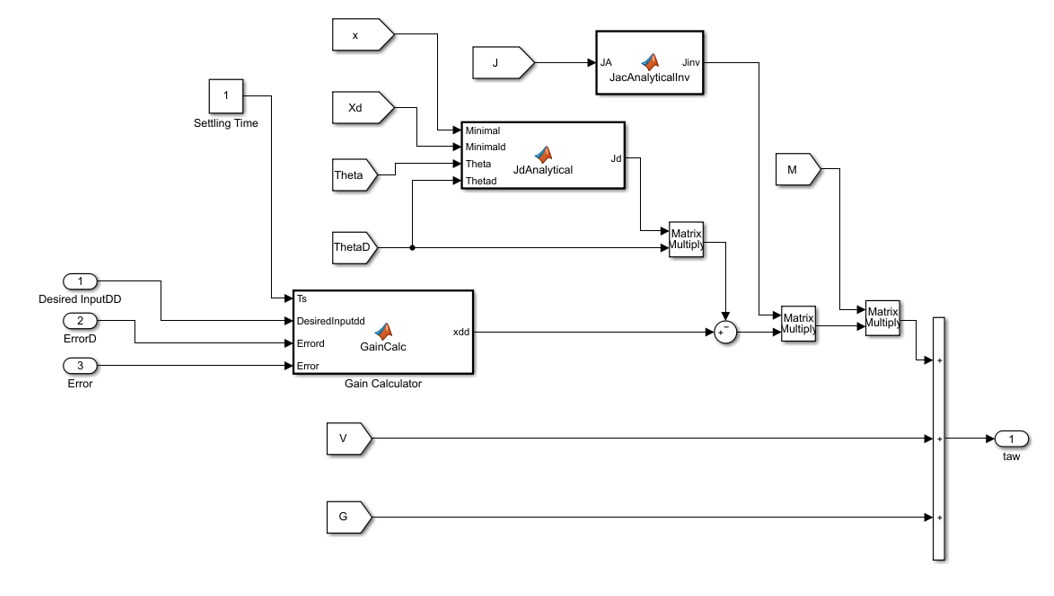 x
J
JA
Jinv
JacAnalyticalInv
1
Settling Time
Xd
Minimal
Minimald
Theta
Thetad
JdAnalytical
Jd
Theta
M
ThetaD
Matrix
Multiply
1
Desired InputDD
2
ErrorD
3
Error
Ts
DesiredInputdd
Errord
Error
GainCalc
xdd
Gain Calculator
−
+
Matrix
Multiply
Matrix
Multiply
+
V
+
1
taw
G
+